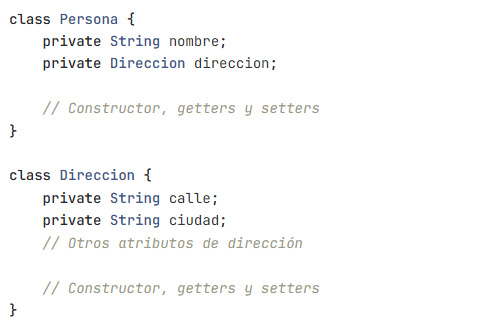 class Persona {
    private String nombre;
    private Direccion direccion;

    // Constructor, getters y setters
}

class Direccion {
    private String calle;
    private String ciudad;
    // Otros atributos de dirección

    // Constructor, getters y setters
}